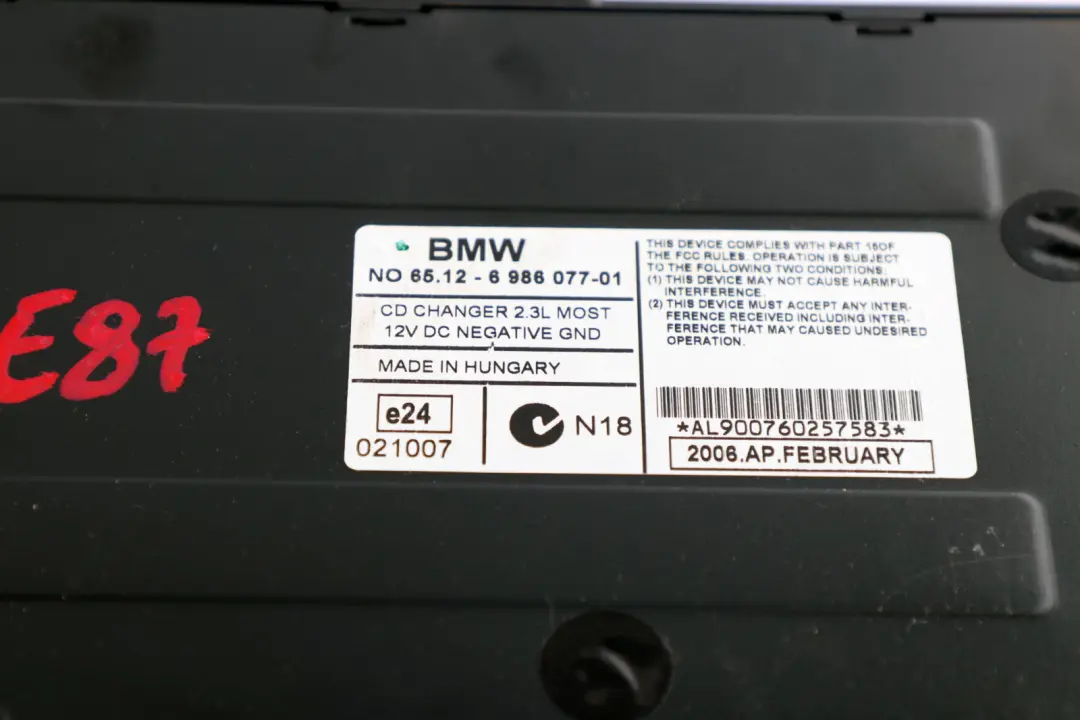 E87
BMW
NO 65.12 - 6 986 077-01
CD CHANGER 2.3L MOST
12V DC NEGATIVE GND
MADE IN HUNGARY
e24
021007
N18
THIS DEVICE COMPLIES WITH PART 15OF
THE FCC RULES. OPERATION IS SUBJECT
TO THE FOLLOWING TWO CONDITIONS:
(1) THIS DEVICE MAY NOT CAUSE HARMFUL
INTERFERENCE.
(2) THIS DEVICE MUST ACCEPT ANY INTER-
FERENCE RECEIVED INCLUDING INTER-
FERENCE THAT MAY CAUSED UNDESIRED
OPERATION.
*AL900760257583*
2006.AP.FEBRUARY